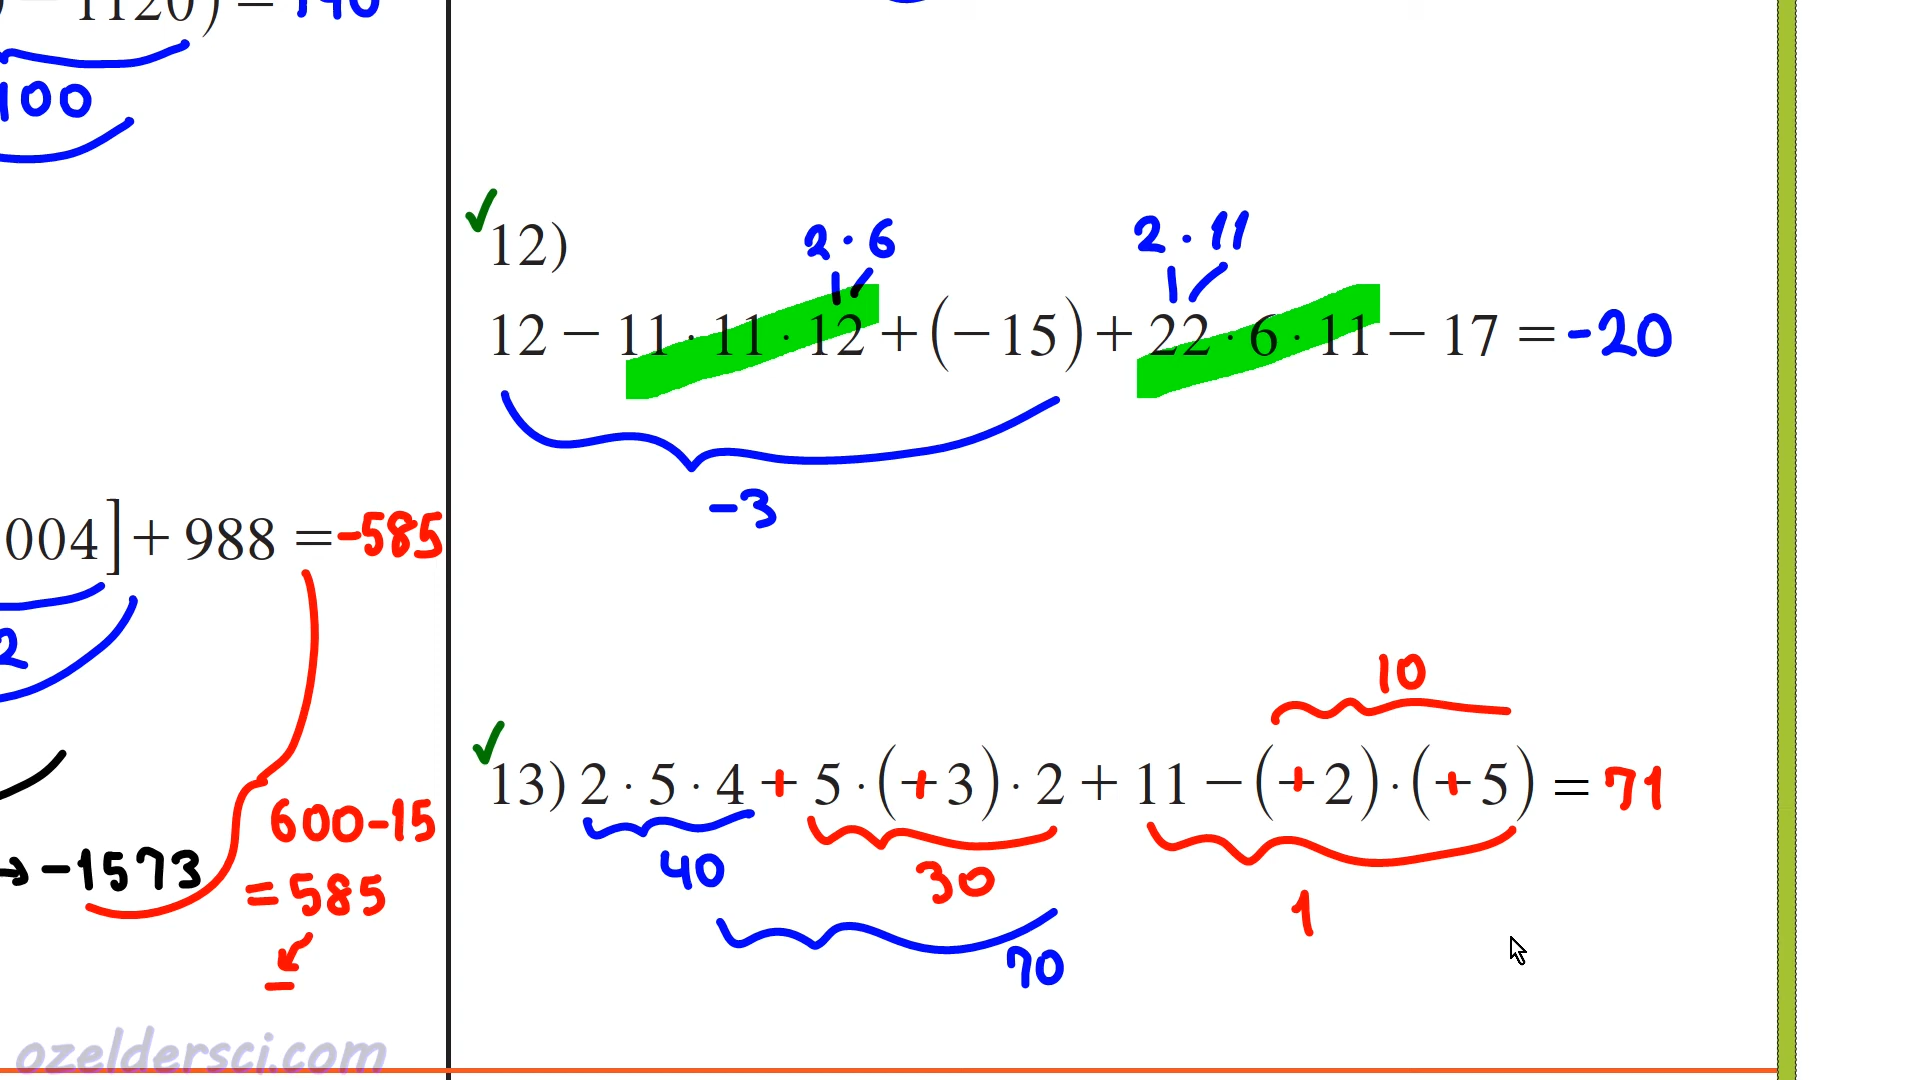 − 1120) = 140
100
004] + 988 = -585
2
600-15
= 585
→ -1573
ozeldersci.com
12)
2 · 6
2 · 11
12 − 11 · 11 · 12 + (−15) + 22 · 6 · 11 − 17 = -20
-3
10
13) 2 · 5 · 4 + 5 · (+3) · 2 + 11 − (+2) · (+5) = 71
40
30
1
70